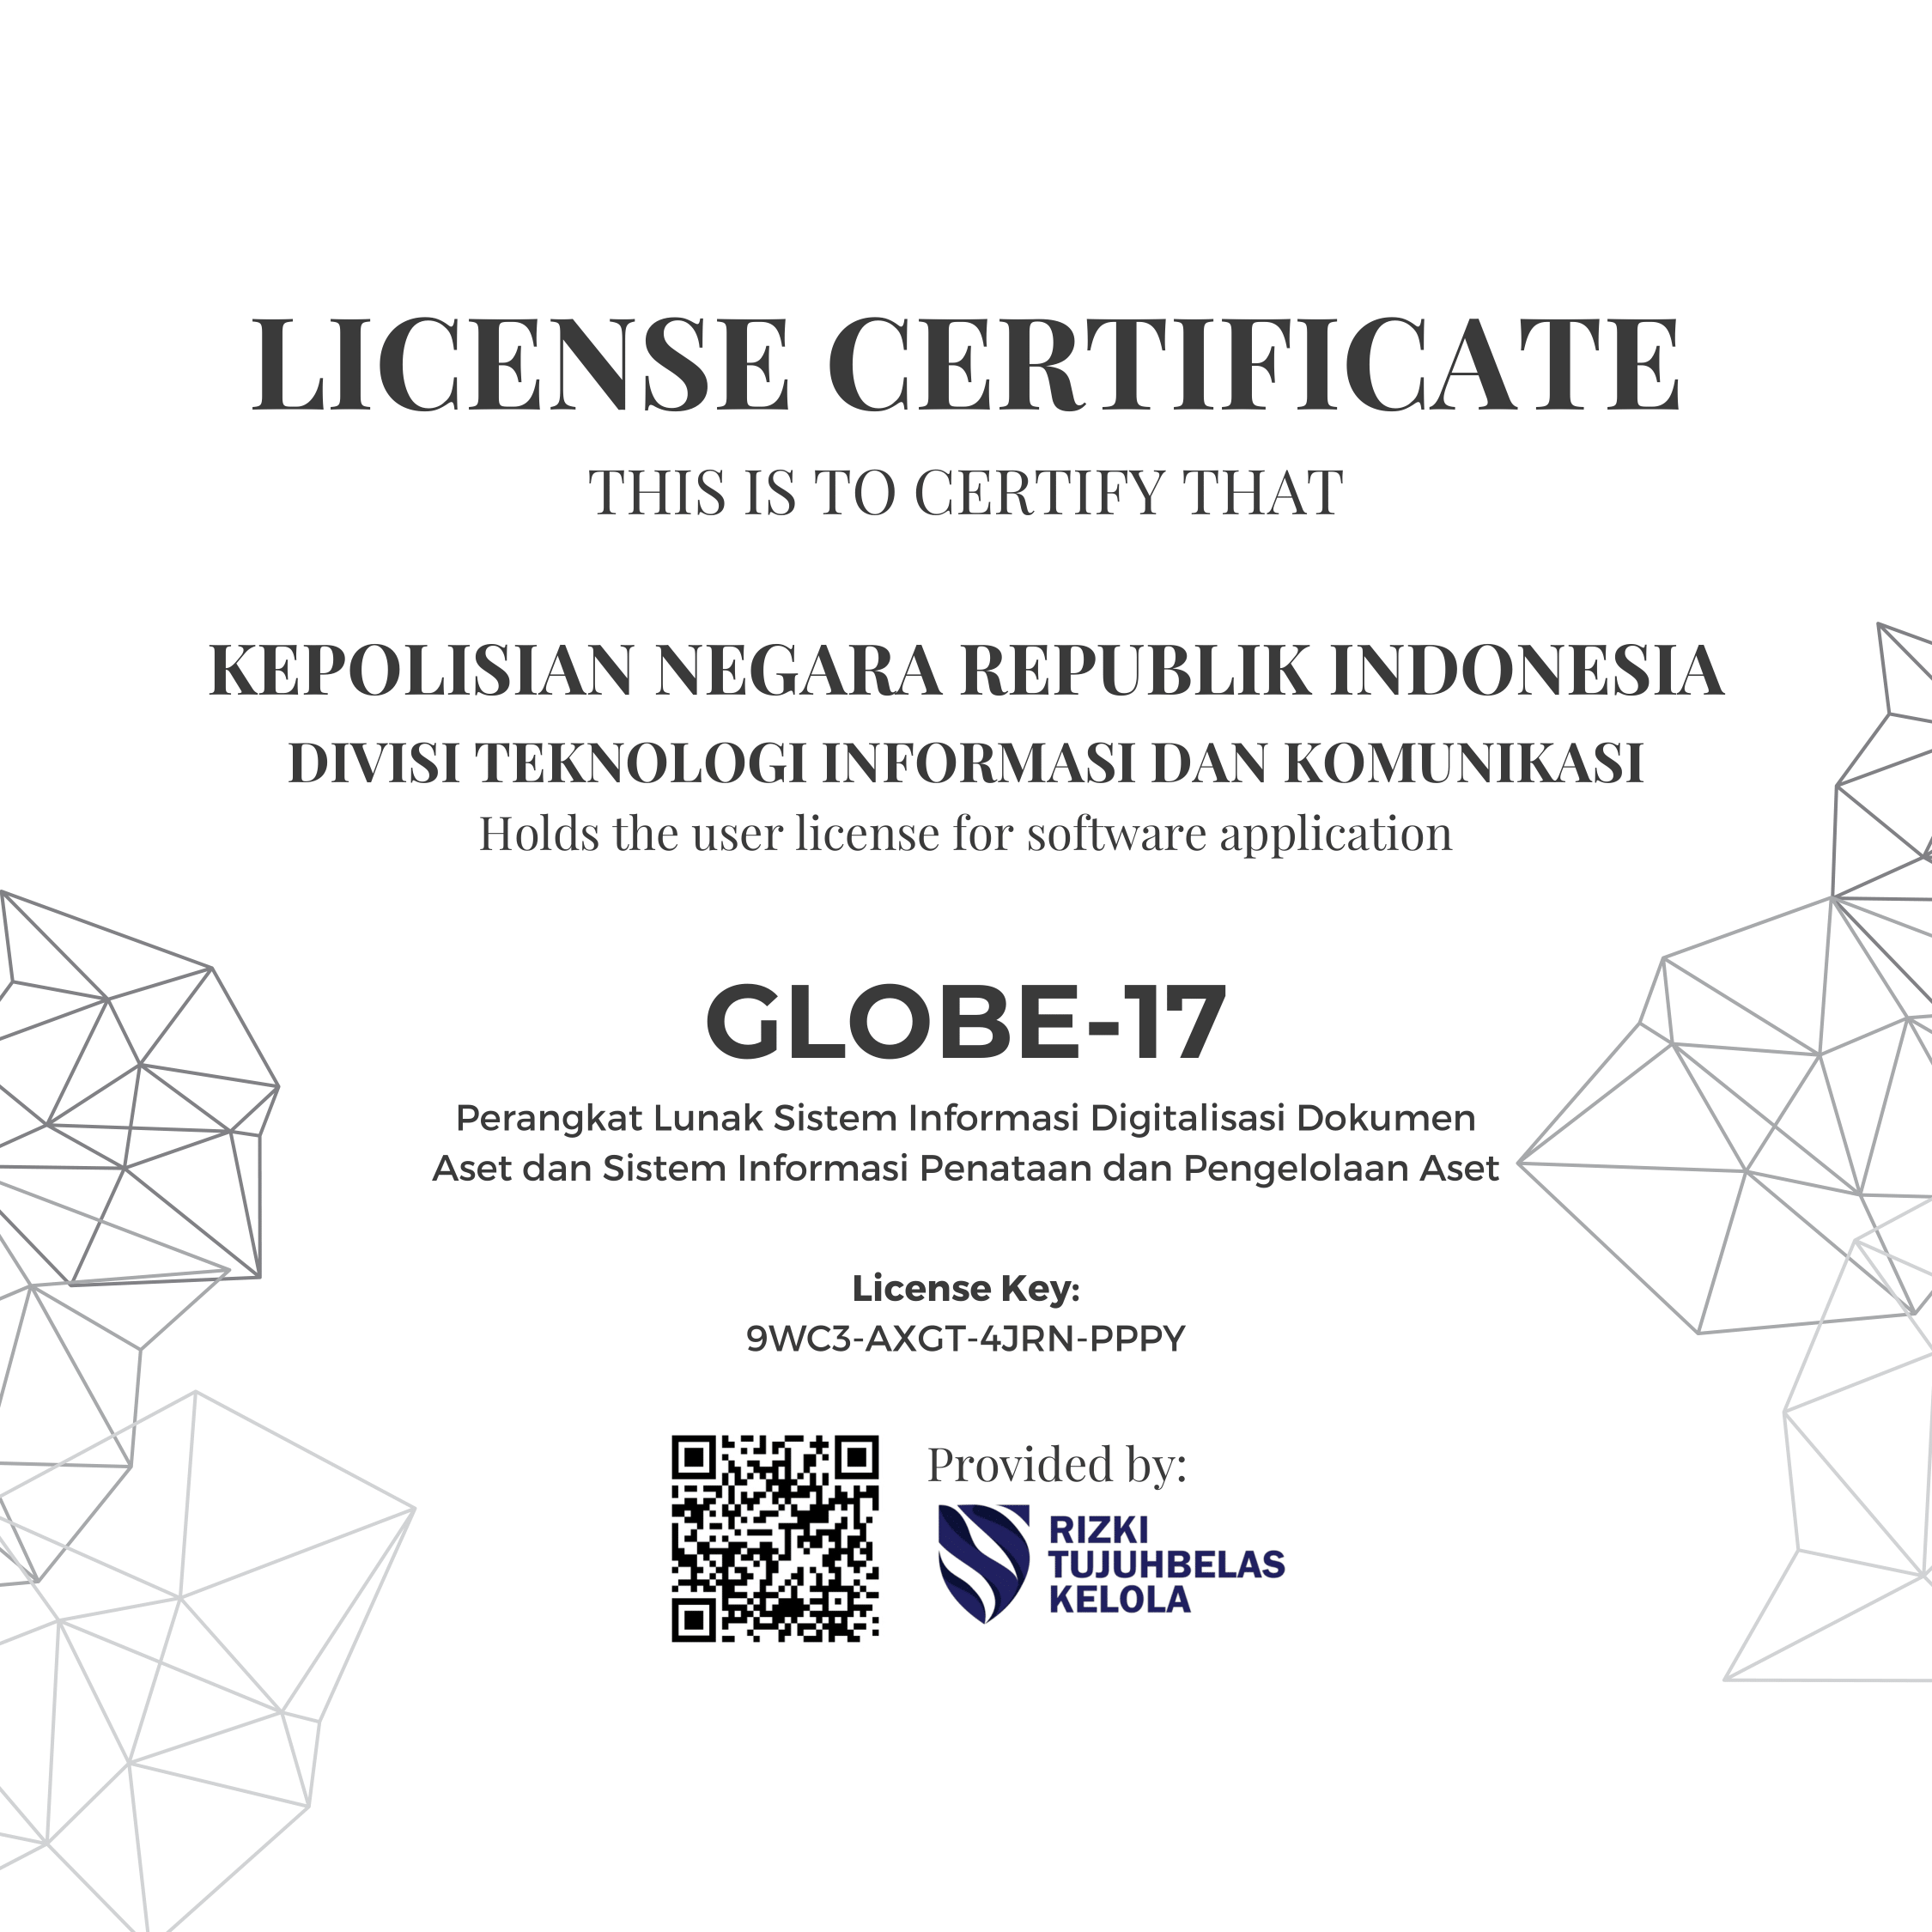 LICENSE CERTIFICATE
THIS IS TO CERTIFY THAT
KEPOLISIAN NEGARA REPUBLIK INDONESIA
DIVISI TEKNOLOGI INFORMASI DAN KOMUNIKASI
Holds the user license for software application
GLOBE-17
Perangkat Lunak Sistem Informasi Digitalisasi Dokumen
Aset dan Sistem Informasi Penataan dan Pengelolaan Aset
License Key:
9WC3-AXGT-4JRN-PPPY
Provided by:
RIZKI
TUJUHBELAS
KELOLA